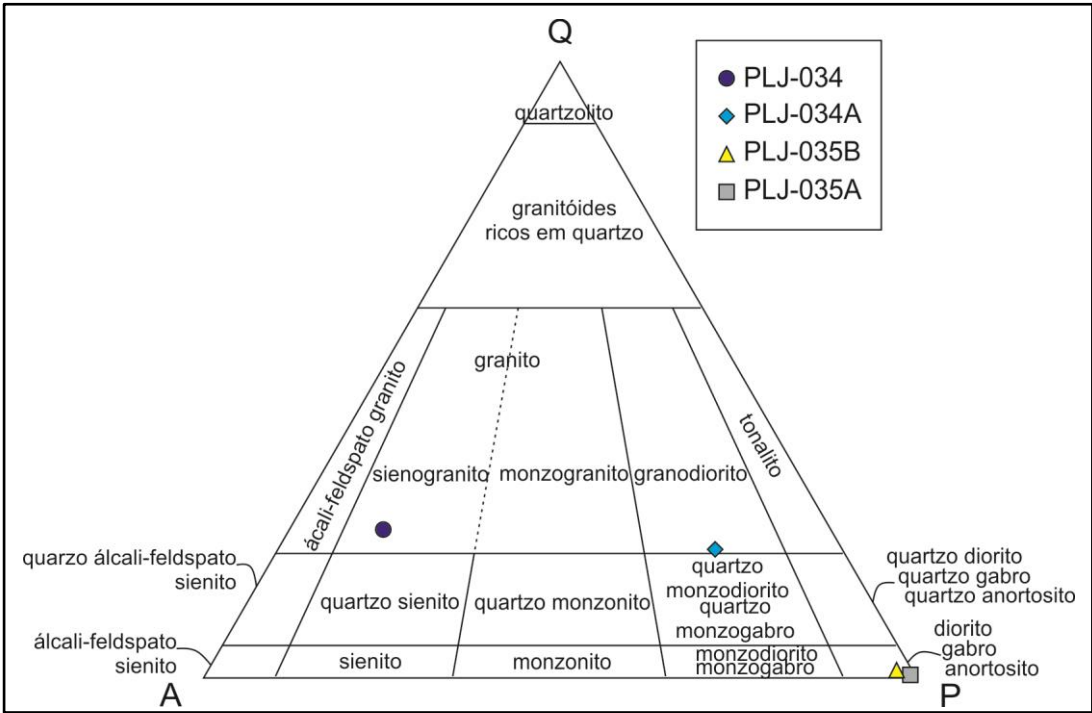 Q
PLJ-034
PLJ-034A
PLJ-035B
PLJ-035A
quartzolito
granitóides
ricos em quartzo
granito
ácali-feldspato granito
tonalito
sienogranito
monzogranito
granodiorito
quarzo álcali-feldspato
sienito
quartzo diorito
quartzo gabro
quartzo anortosito
quartzo sienito
quartzo monzonito
quartzo
monzodiorito
quartzo
monzogabro
álcali-feldspato
sienito
sienito
monzonito
monzodiorito
monzogabro
diorito
gabro
anortosito
A
P